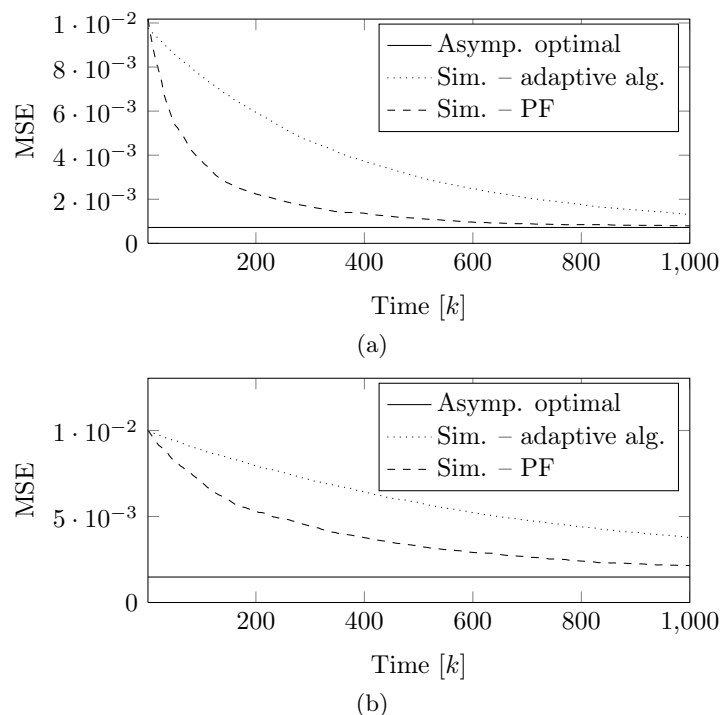 1 · 10⁻²
8 · 10⁻³
6 · 10⁻³
4 · 10⁻³
2 · 10⁻³
0
MSE
Asymp. optimal
Sim. – adaptive alg.
Sim. – PF
200 400 600 800 1,000
Time [k]
(a)
1 · 10⁻²
5 · 10⁻³
0
MSE
Asymp. optimal
Sim. – adaptive alg.
Sim. – PF
200 400 600 800 1,000
Time [k]
(b)